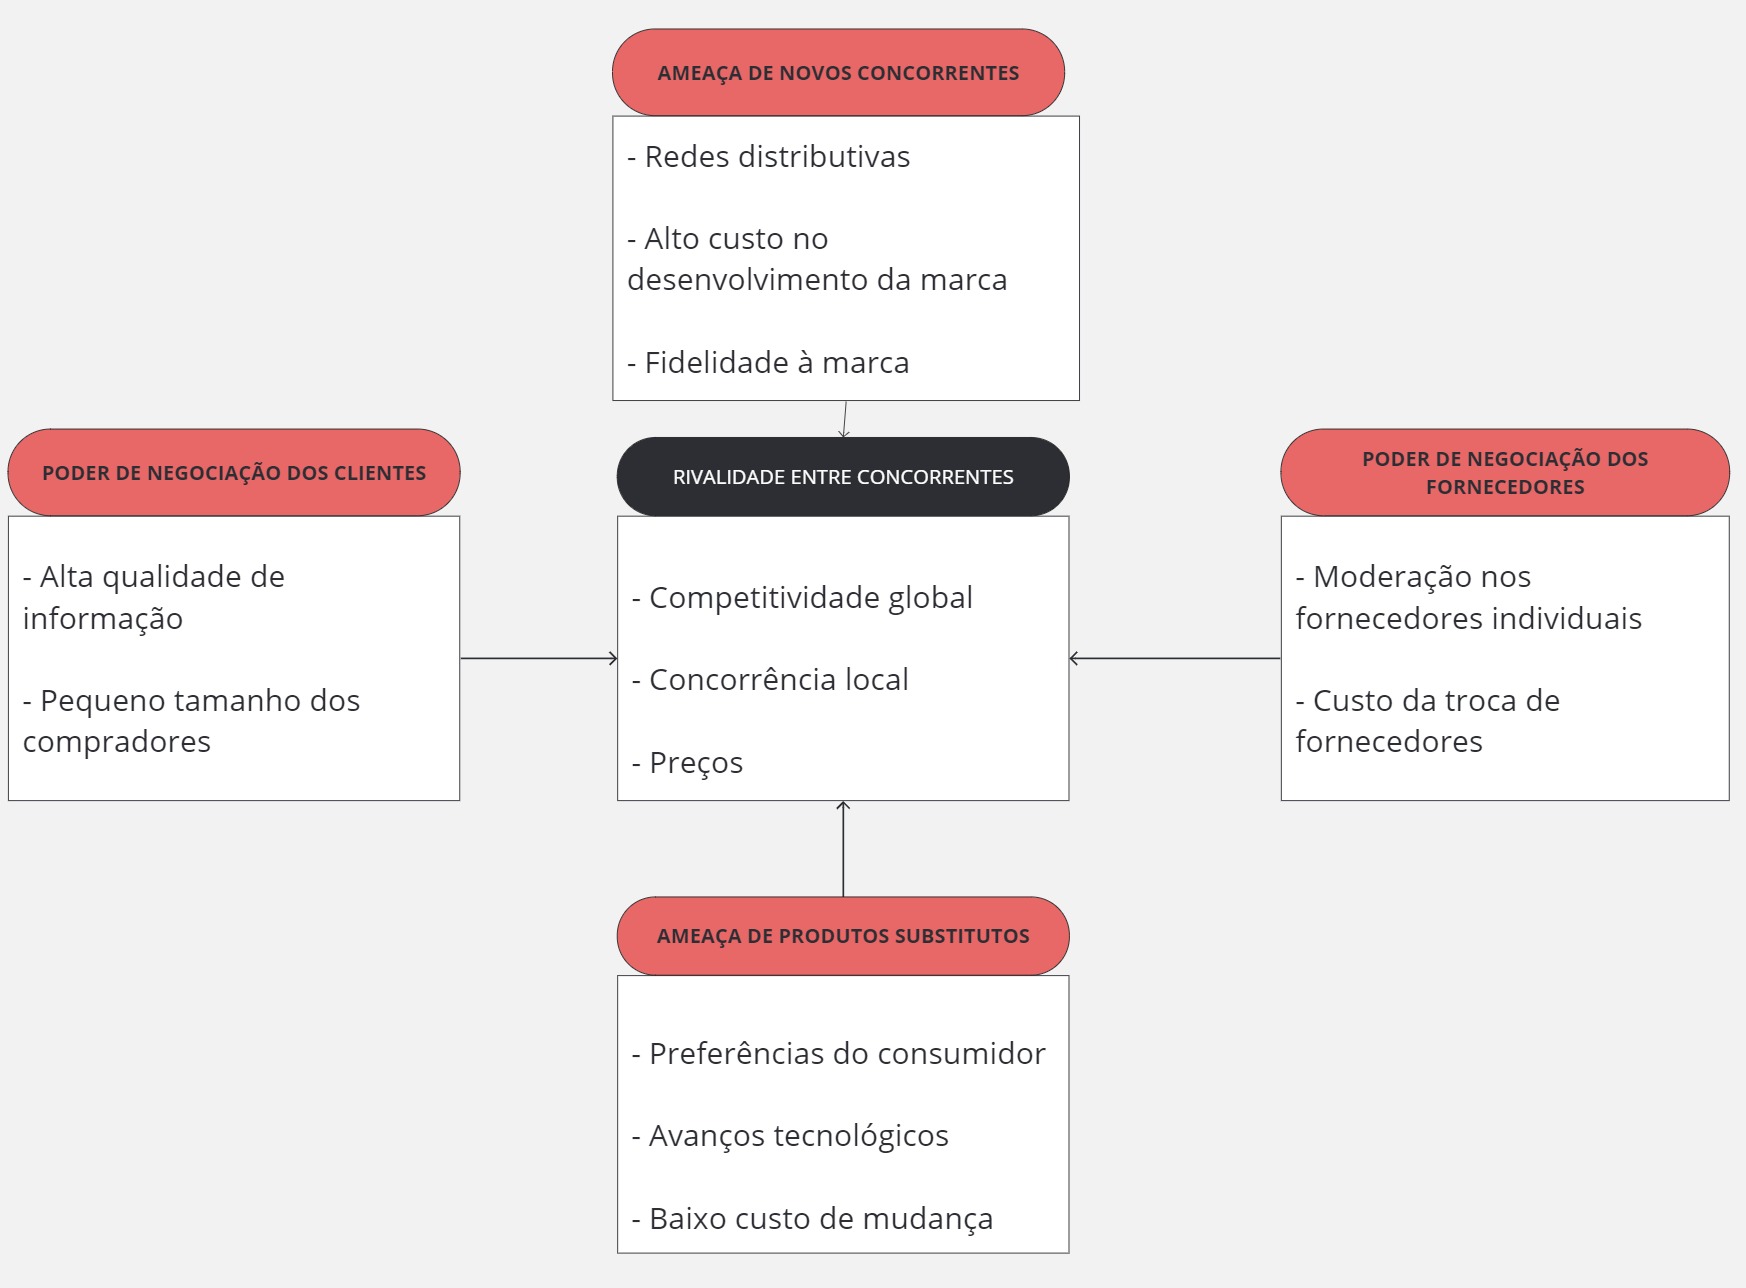 AMEAÇA DE NOVOS CONCORRENTES
- Redes distributivas
- Alto custo no
desenvolvimento da marca
- Fidelidade à marca
PODER DE NEGOCIAÇÃO DOS CLIENTES
- Alta qualidade de
informação
- Pequeno tamanho dos
compradores
RIVALIDADE ENTRE CONCORRENTES
- Competitividade global
- Concorrência local
- Preços
PODER DE NEGOCIAÇÃO DOS
FORNECEDORES
- Moderação nos
fornecedores individuais
- Custo da troca de
fornecedores
AMEAÇA DE PRODUTOS SUBSTITUTOS
- Preferências do consumidor
- Avanços tecnológicos
- Baixo custo de mudança